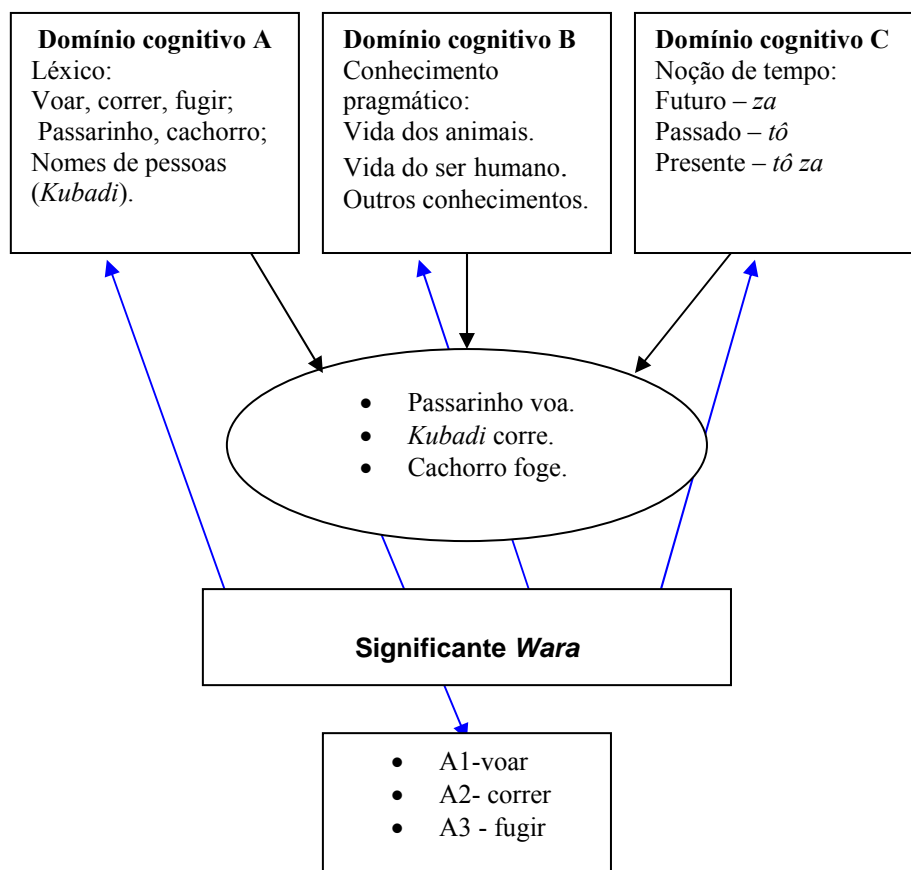 Domínio cognitivo A
Léxico:
Voar, correr, fugir;
Passarinho, cachorro;
Nomes de pessoas
(Kubadi).
Domínio cognitivo B
Conhecimento
pragmático:
Vida dos animais.
Vida do ser humano.
Outros conhecimentos.
Domínio cognitivo C
Noção de tempo:
Futuro – za
Passado – tô
Presente – tô za
• Passarinho voa.
• Kubadi corre.
• Cachorro foge.
Significante Wara
• A1-voar
• A2- correr
• A3 - fugir